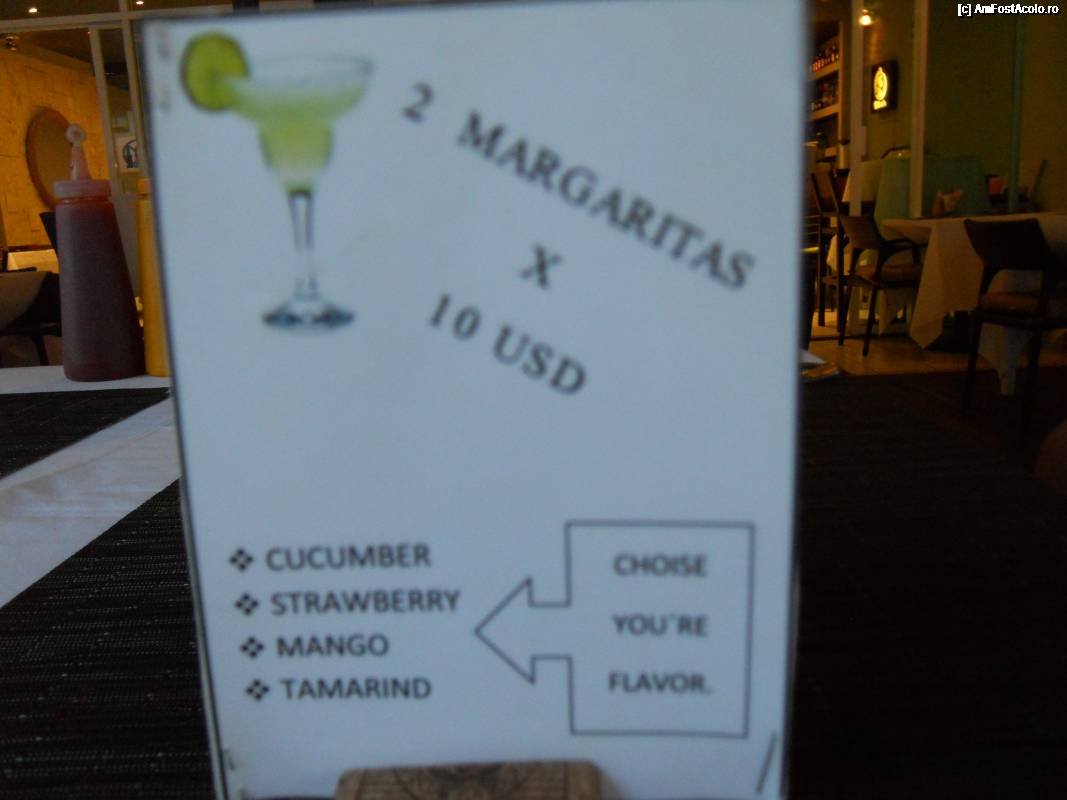 [c] AmFostAcolo.ro
2 MARGARITAS
X
10 USD
CUCUMBER
STRAWBERRY
MANGO
TAMARIND
CHOISE
YOU´RE
FLAVOR.